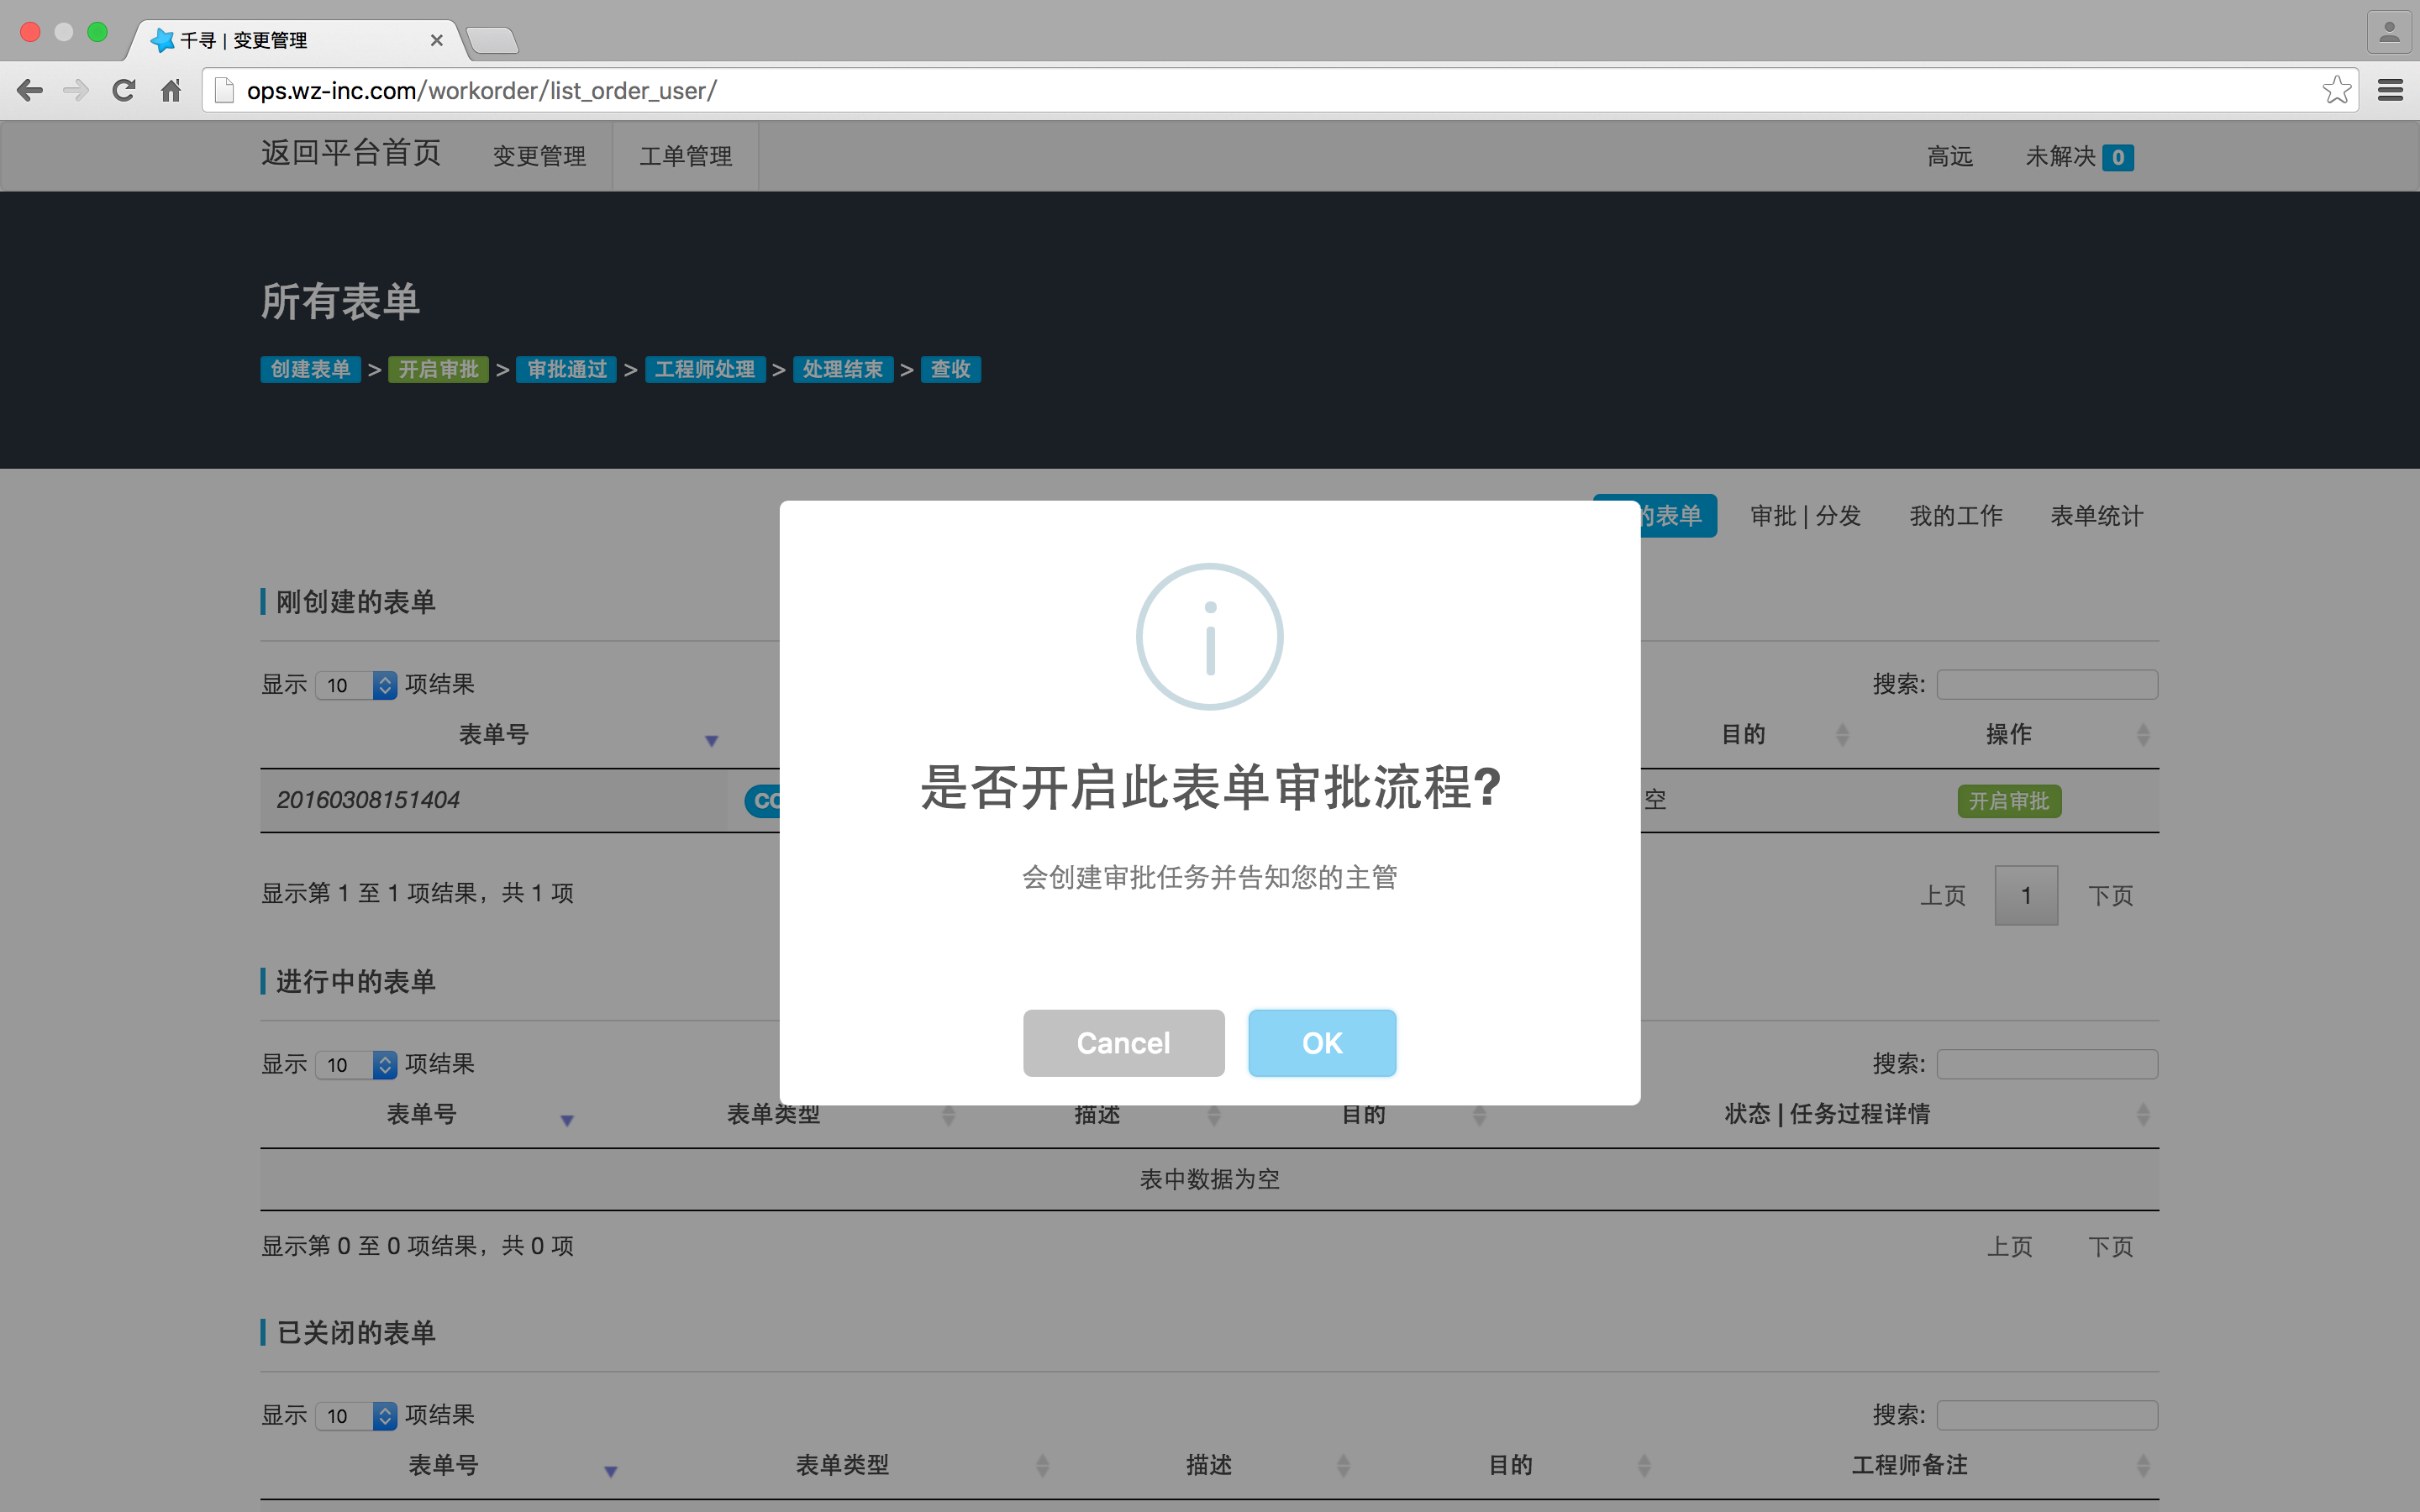 千寻 | 变更管理
ops.wz-inc.com/workorder/list_order_user/
返回平台首页 变更管理 工单管理 高远 未解决 0
所有表单
创建表单 > 开启审批 > 审批通过 > 工程师处理 > 处理结束 > 查收
的表单 审批 | 分发 我的工作 表单统计
刚创建的表单
显示 10 项结果 搜索:
表单号 目的 操作
20160308151404 CO 空 开启审批
显示第 1 至 1 项结果，共 1 项 上页 1 下页
是否开启此表单审批流程?
会创建审批任务并告知您的主管
Cancel OK
进行中的表单
显示 10 项结果 搜索:
表单号 表单类型 描述 目的 状态 | 任务过程详情
表中数据为空
显示第 0 至 0 项结果，共 0 项 上页 下页
已关闭的表单
显示 10 项结果 搜索:
表单号 表单类型 描述 目的 工程师备注